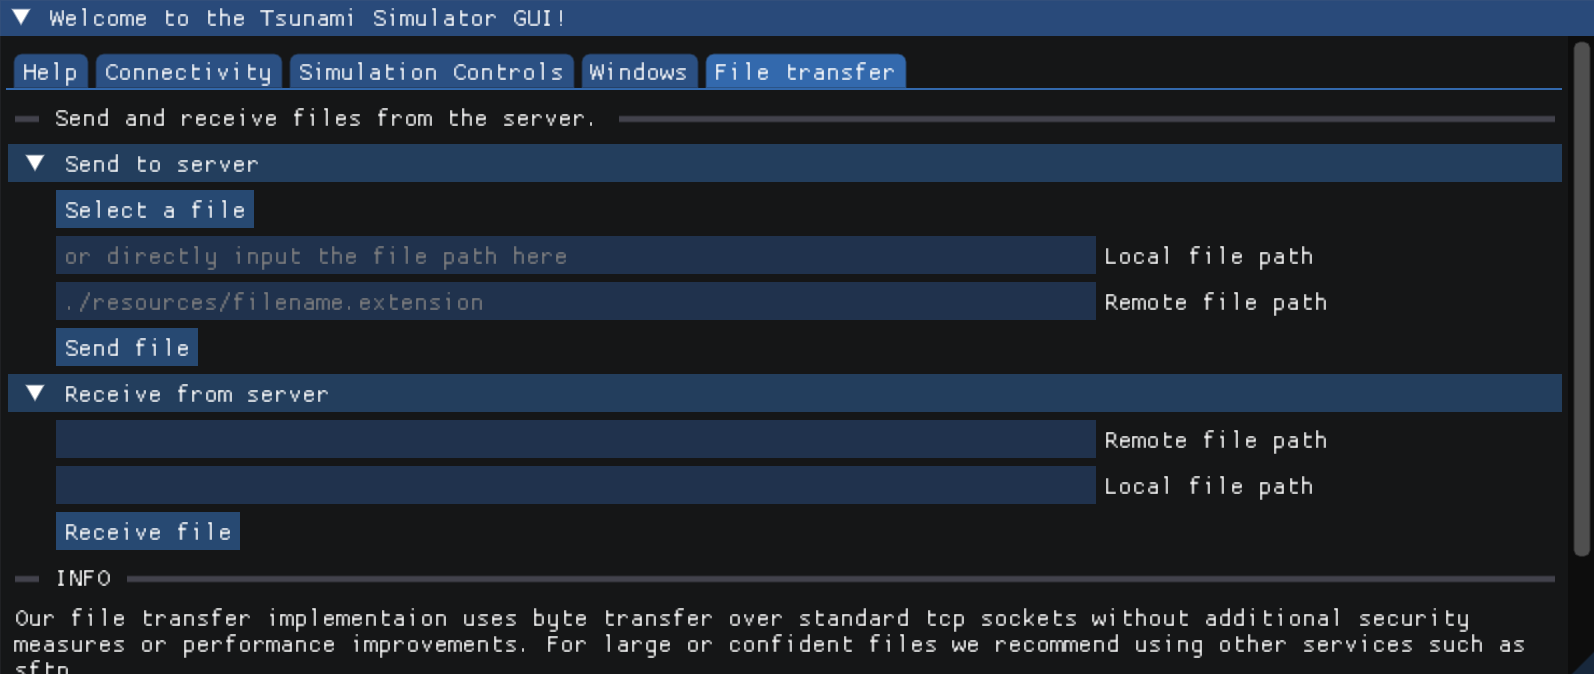 Welcome to the Tsunami Simulator GUI!
Help Connectivity Simulation Controls Windows File transfer
Send and receive files from the server.
Send to server
Select a file
or directly input the file path here Local file path
./resources/filename.extension Remote file path
Send file
Receive from server
Remote file path
Local file path
Receive file
INFO
Our file transfer implementaion uses byte transfer over standard tcp sockets without additional security
measures or performance improvements. For large or confident files we recommend using other services such as
sftp